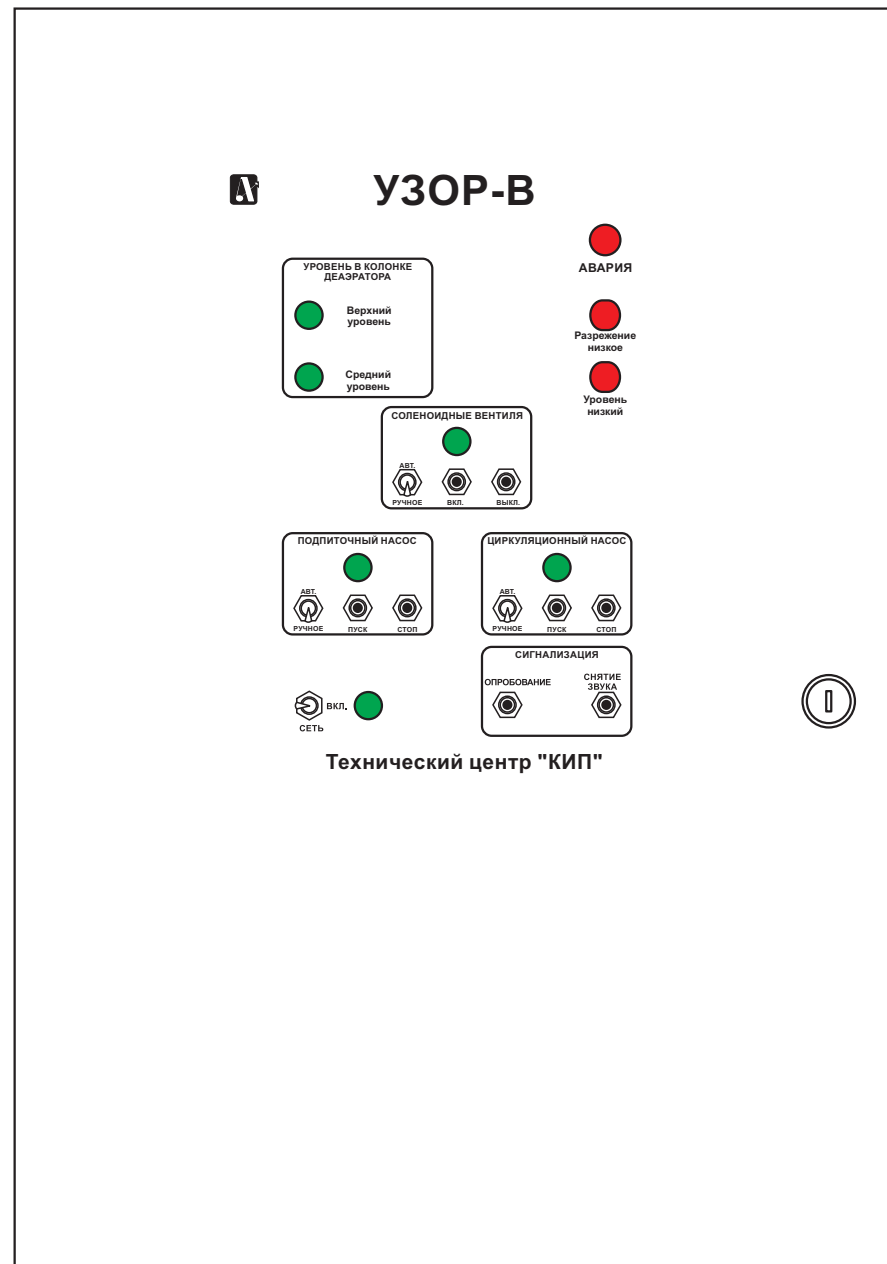 УЗОР-В
АВАРИЯ
УРОВЕНЬ В КОЛОНКЕ
ДЕАЭРАТОРА
Верхний
уровень
Средний
уровень
Разрежение
низкое
Уровень
низкий
СОЛЕНОИДНЫЕ ВЕНТИЛЯ
АВТ.
РУЧНОЕ
ВКЛ.
ВЫКЛ.
ПОДПИТОЧНЫЙ НАСОС
АВТ.
РУЧНОЕ
ПУСК
СТОП
ЦИРКУЛЯЦИОННЫЙ НАСОС
АВТ.
РУЧНОЕ
ПУСК
СТОП
ВКЛ.
СЕТЬ
СИГНАЛИЗАЦИЯ
ОПРОБОВАНИЕ
СНЯТИЕ
ЗВУКА
Технический центр "КИП"